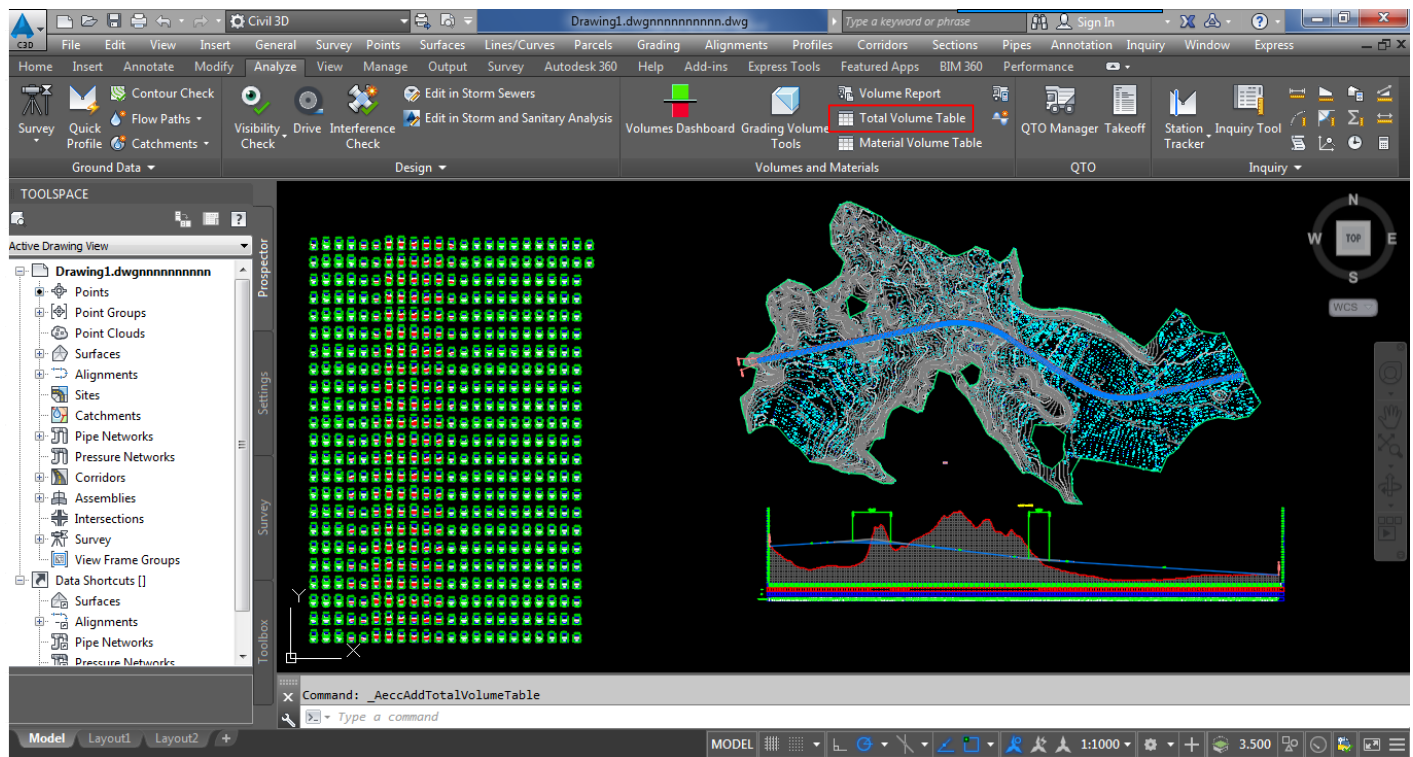 Civil 3D
Drawing1.dwgnnnnnnnnnn.dwg
Type a keyword or phrase
Sign In
C3D
File Edit View Insert General Survey Points Surfaces Lines/Curves Parcels Grading Alignments Profiles Corridors Sections Pipes Annotation Inquiry Window Express
Home Insert Annotate Modify Analyze View Manage Output Survey Autodesk 360 Help Add-ins Express Tools Featured Apps BIM 360 Performance
Survey
Quick Profile
Contour Check
Flow Paths
Catchments
Ground Data
Visibility Check
Drive
Interference Check
Edit in Storm Sewers
Edit in Storm and Sanitary Analysis
Design
Volumes Dashboard
Grading Volume Tools
Volume Report
Total Volume Table
Material Volume Table
Volumes and Materials
QTO Manager
Takeoff
QTO
Station Tracker
Inquiry Tool
Inquiry
TOOLSPACE
Active Drawing View
Drawing1.dwgnnnnnnnnnn
Points
Point Groups
Point Clouds
Surfaces
Alignments
Sites
Catchments
Pipe Networks
Pressure Networks
Corridors
Assemblies
Intersections
Survey
View Frame Groups
Data Shortcuts []
Surfaces
Alignments
Pipe Networks
Pressure Networks
Prospector
Settings
Survey
Toolbox
N
W TOP E
S
WCS
Y
X
Command: _AeccAddTotalVolumeTable
Type a command
Model Layout1 Layout2 +
MODEL 1:1000 3.500